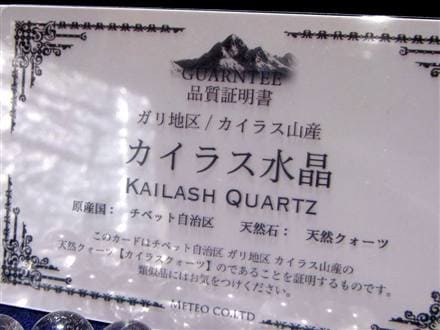 GUARNTEE
品質証明書
ガリ地区 / カイラス山産
カイラス水晶
KAILASH QUARTZ
原産国： チベット自治区 天然石： 天然クォーツ
このカードはチベット自治区 ガリ地区 カイラス山産の
天然クォーツ【カイラスクォーツ】のであることを証明するものです。
類似品にはお気をつけください。
METEO CO.LTD